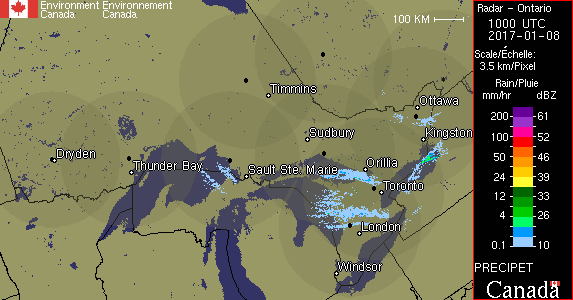 Environment Environnement
Canada Canada
100 KM
Timmins
Ottawa
Sudbury
Kingston
Dryden
Thunder Bay
Sault Ste. Marie
Orillia
Toronto
London
Windsor
Radar - Ontario
1000 UTC
2017-01-08
Scale/Échelle:
3.5 km/Pixel
Rain/Pluie
mm/hr dBZ
200 61
100 52
50 46
24 39
12 33
4 26
0.1 10
PRECIPET
Canada